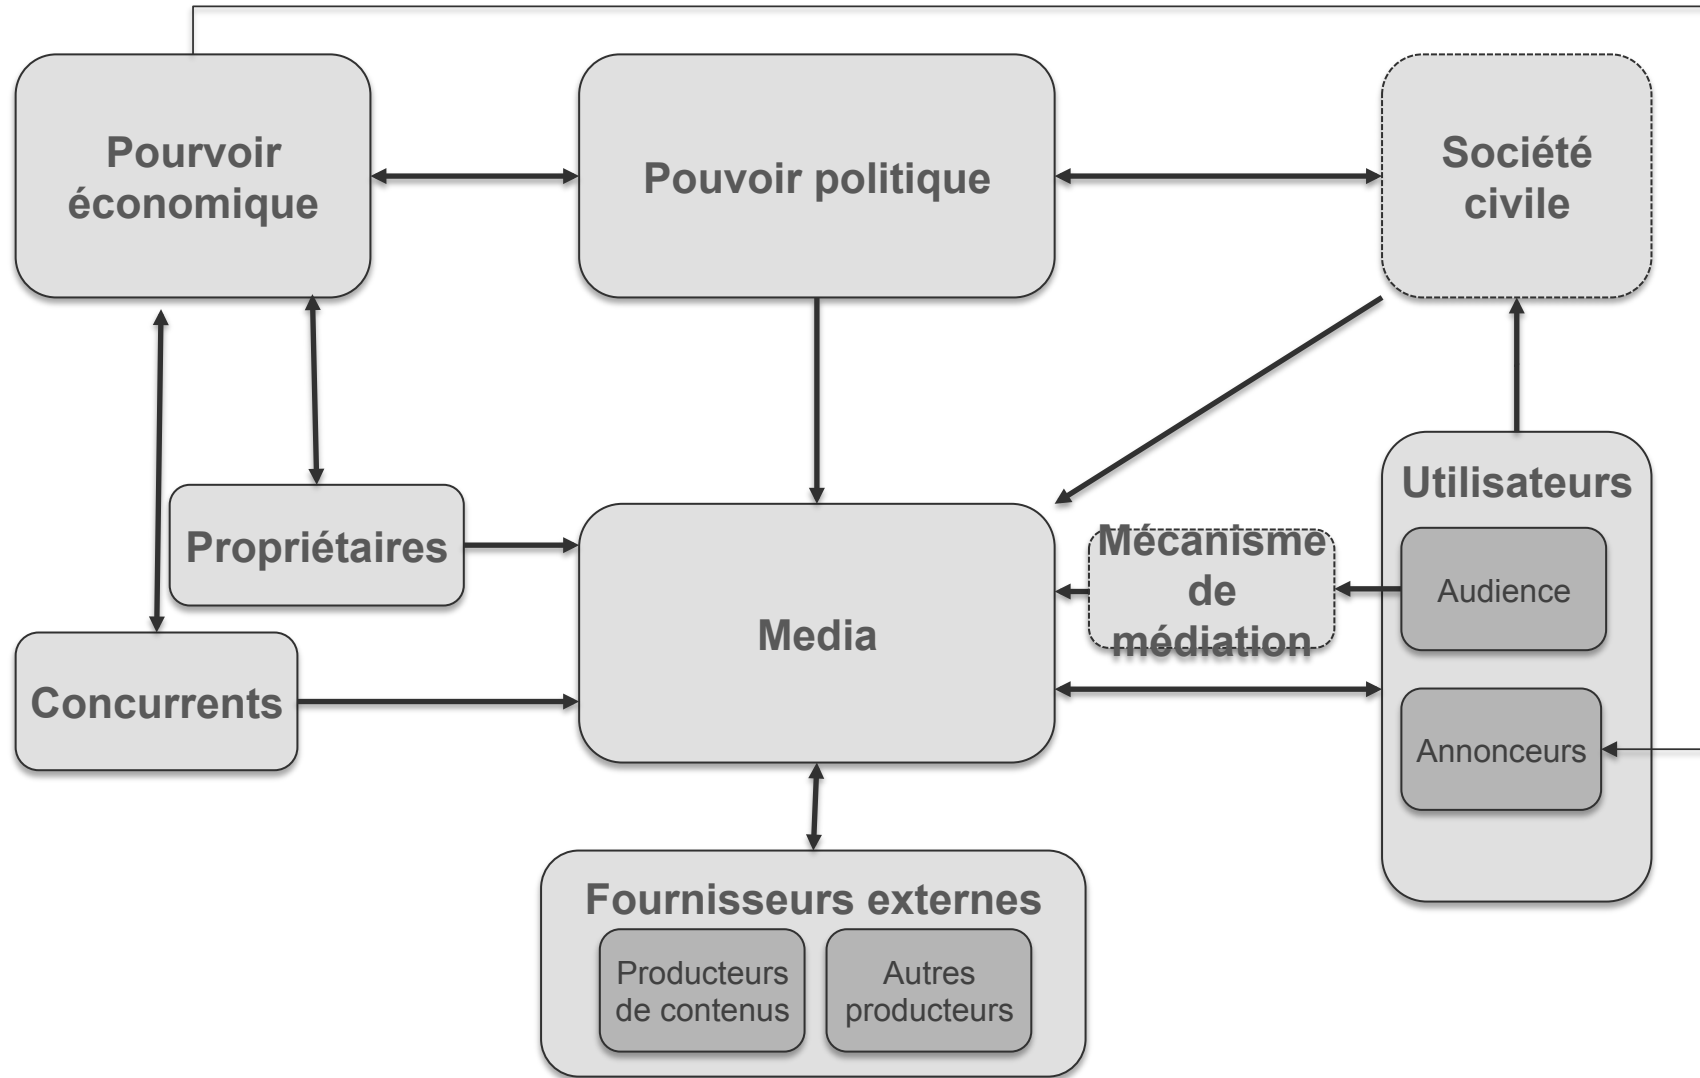 Pourvoir
économique
Pouvoir politique
Société
civile
Utilisateurs
Propriétaires
Mécanisme
de
médiation
Audience
Media
Concurrents
Annonceurs
Fournisseurs externes
Producteurs
de contenus
Autres
producteurs